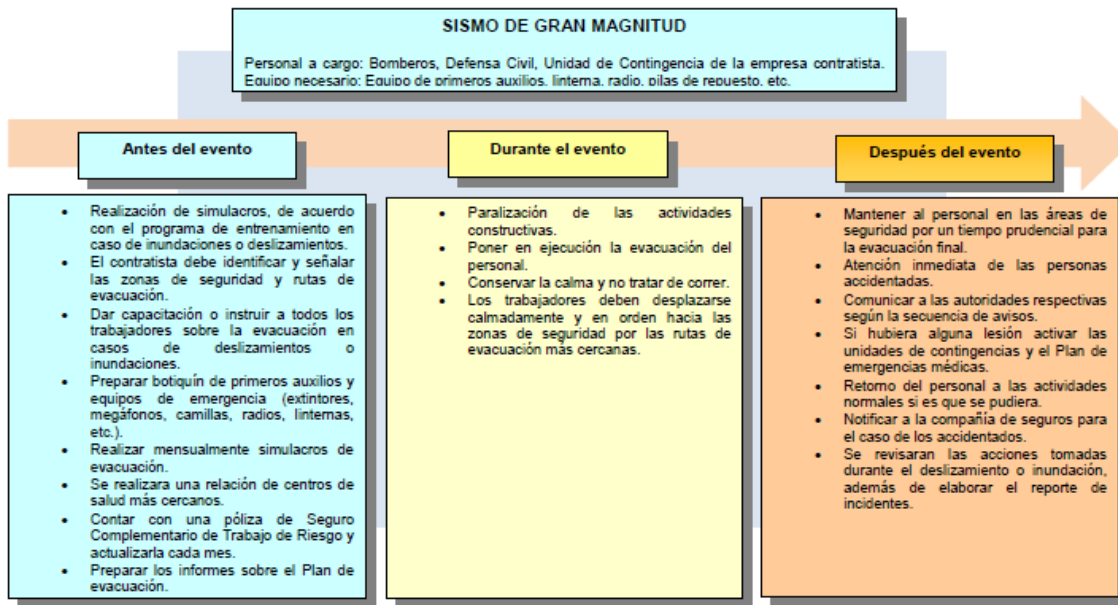 SISMO DE GRAN MAGNITUD
Personal a cargo: Bomberos, Defensa Civil, Unidad de Contingencia de la empresa contratista.
Equipo necesario: Equipo de primeros auxilios, linterna, radio, pilas de repuesto, etc.
Antes del evento
• Realización de simulacros, de acuerdo
con el programa de entrenamiento en
caso de inundaciones o deslizamientos.
• El contratista debe identificar y señalar
las zonas de seguridad y rutas de
evacuación.
• Dar capacitación o instruir a todos los
trabajadores sobre la evacuación en
casos de deslizamientos o
inundaciones.
• Preparar botiquín de primeros auxilios y
equipos de emergencia (extintores,
megáfonos, camillas, radios, linternas,
etc.).
• Realizar mensualmente simulacros de
evacuación.
• Se realizara una relación de centros de
salud más cercanos.
• Contar con una póliza de Seguro
Complementario de Trabajo de Riesgo y
actualizarla cada mes.
• Preparar los informes sobre el Plan de
evacuación.
Durante el evento
• Paralización de las actividades
constructivas.
• Poner en ejecución la evacuación del
personal.
• Conservar la calma y no tratar de correr.
• Los trabajadores deben desplazarse
calmadamente y en orden hacia las
zonas de seguridad por las rutas de
evacuación más cercanas.
Después del evento
• Mantener al personal en las áreas de
seguridad por un tiempo prudencial para
la evacuación final.
• Atención inmediata de las personas
accidentadas.
• Comunicar a las autoridades respectivas
según la secuencia de avisos.
• Si hubiera alguna lesión activar las
unidades de contingencias y el Plan de
emergencias médicas.
• Retorno del personal a las actividades
normales si es que se pudiera.
• Notificar a la compañía de seguros para
el caso de los accidentados.
• Se revisaran las acciones tomadas
durante el deslizamiento o inundación,
además de elaborar el reporte de
incidentes.